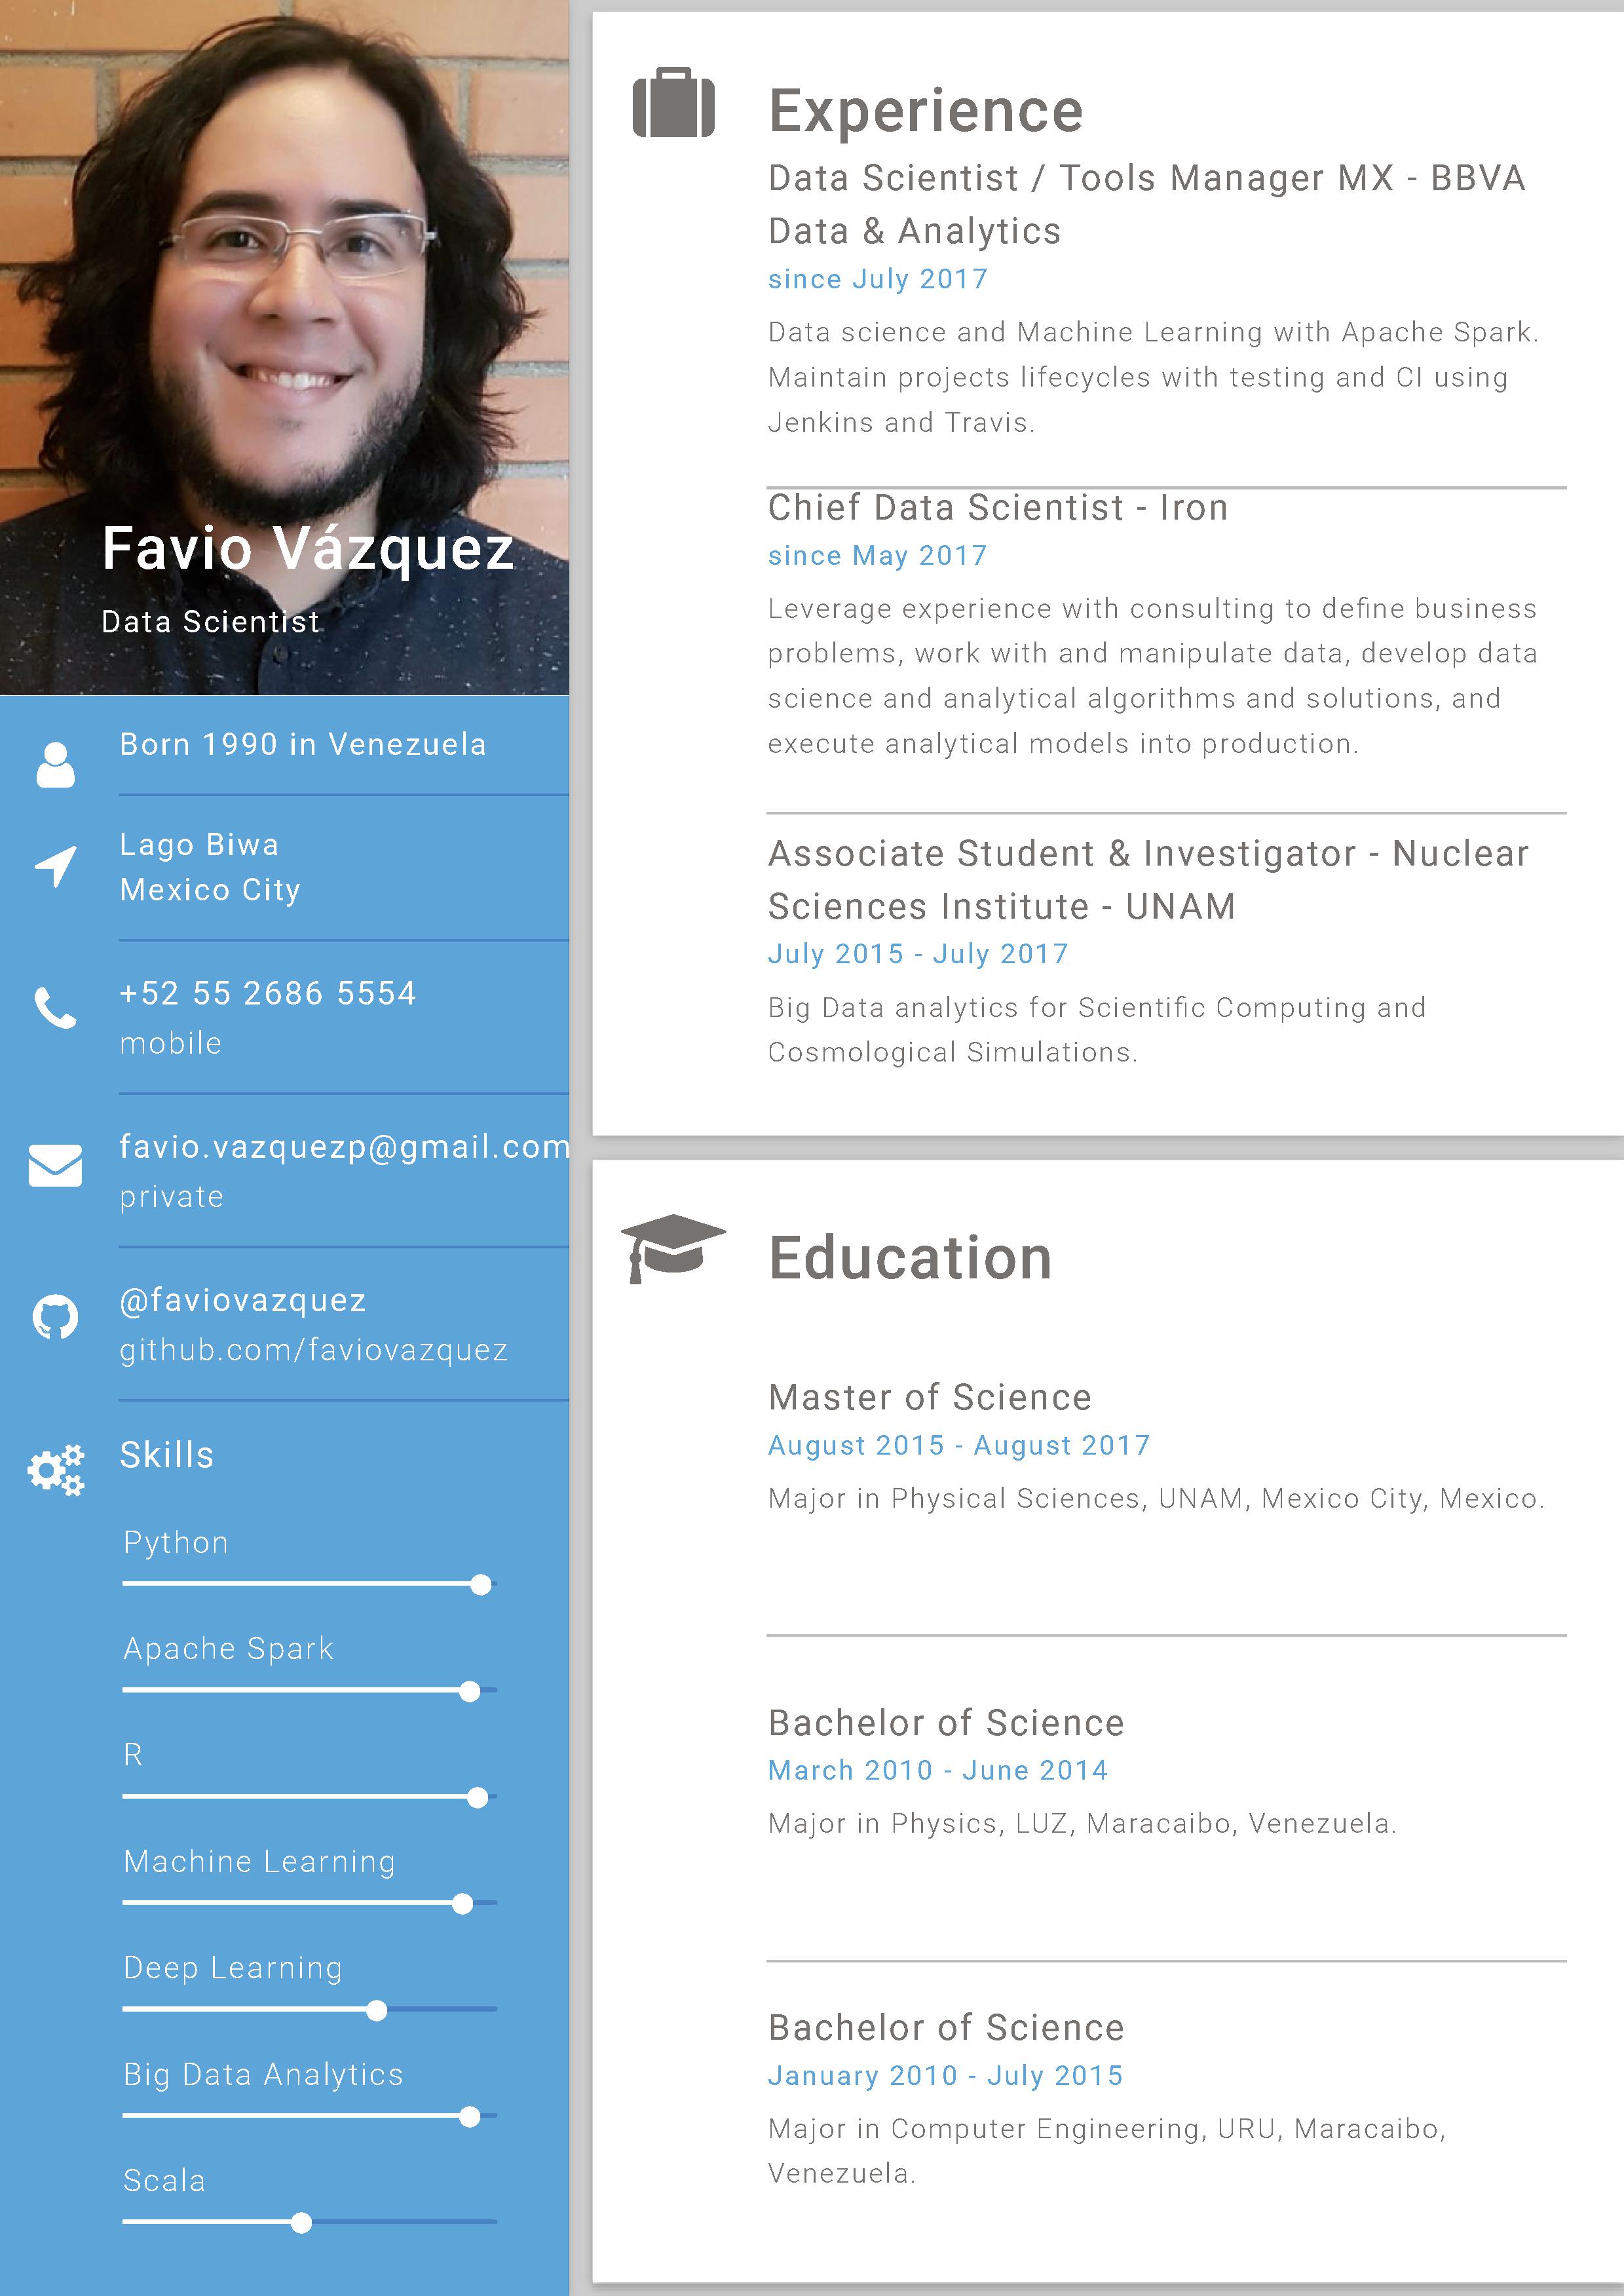 Favio Vázquez
Data Scientist
Born 1990 in Venezuela
Lago Biwa
Mexico City
+52 55 2686 5554
mobile
favio.vazquezp@gmail.com
private
@faviovazquez
github.com/faviovazquez
Skills
Python
Apache Spark
R
Machine Learning
Deep Learning
Big Data Analytics
Scala
Experience
Data Scientist / Tools Manager MX - BBVA
Data & Analytics
since July 2017
Data science and Machine Learning with Apache Spark.
Maintain projects lifecycles with testing and CI using
Jenkins and Travis.
Chief Data Scientist - Iron
since May 2017
Leverage experience with consulting to define business
problems, work with and manipulate data, develop data
science and analytical algorithms and solutions, and
execute analytical models into production.
Associate Student & Investigator - Nuclear
Sciences Institute - UNAM
July 2015 - July 2017
Big Data analytics for Scientific Computing and
Cosmological Simulations.
Education
Master of Science
August 2015 - August 2017
Major in Physical Sciences, UNAM, Mexico City, Mexico.
Bachelor of Science
March 2010 - June 2014
Major in Physics, LUZ, Maracaibo, Venezuela.
Bachelor of Science
January 2010 - July 2015
Major in Computer Engineering, URU, Maracaibo,
Venezuela.